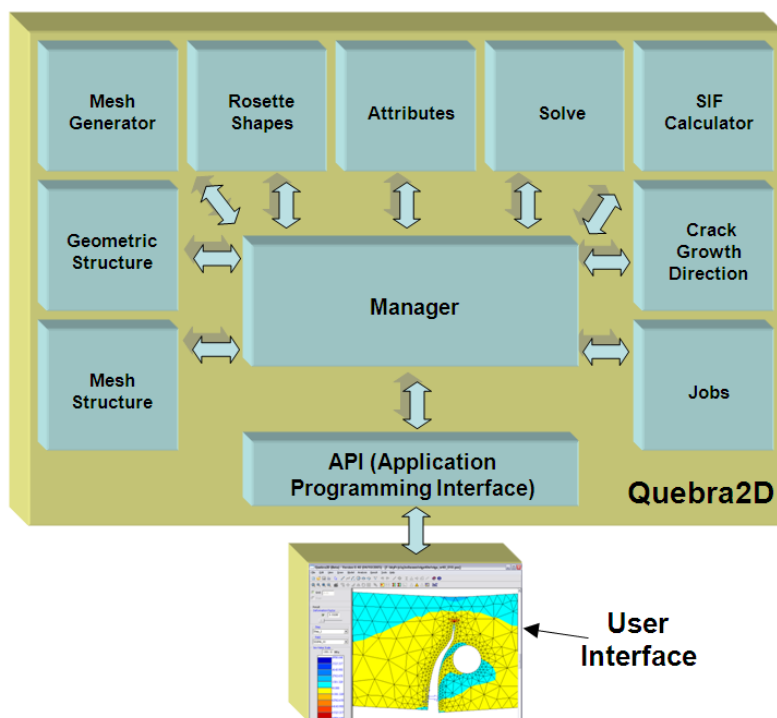 Mesh
Generator
Rosette
Shapes
Attributes
Solve
SIF
Calculator
Geometric
Structure
Crack
Growth
Direction
Manager
Mesh
Structure
Jobs
API (Application
Programming Interface)
Quebra2D
User
Interface